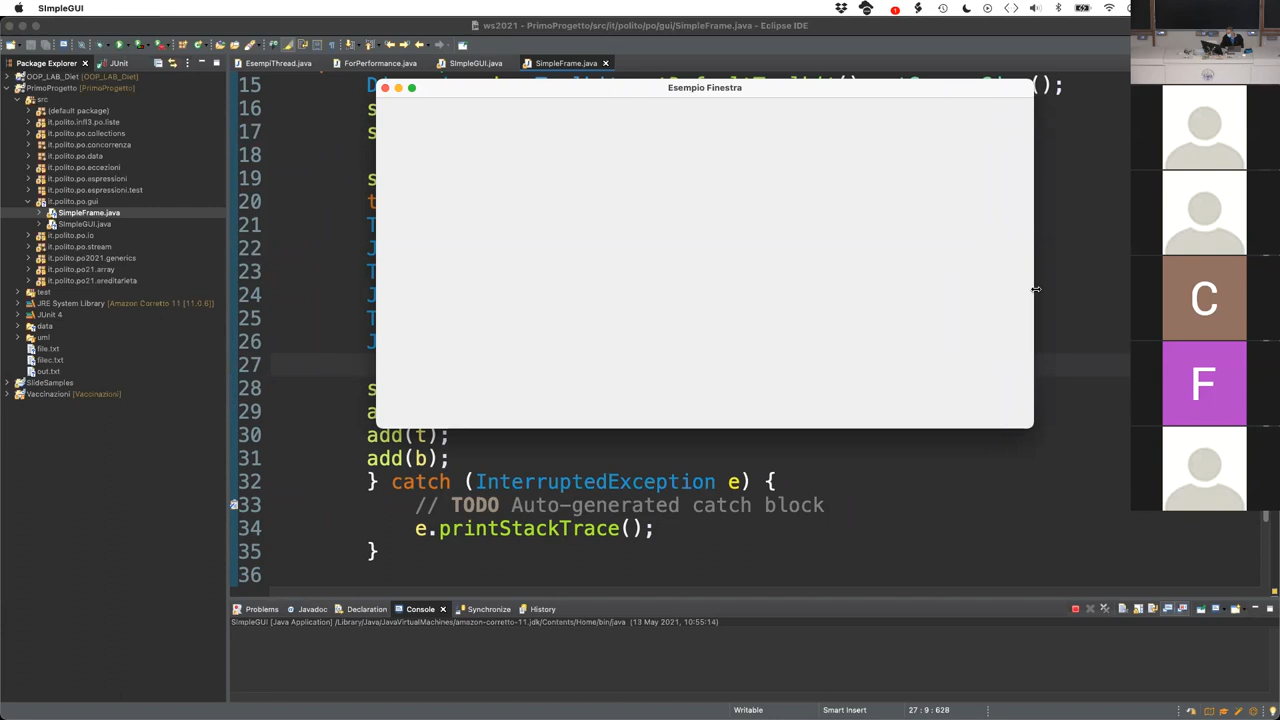 SImpleGUI
ws2021 - PrimoProgetto/src/it/polito/po/gui/SimpleFrame.java - Eclipse IDE
Package Explorer
JUnit
EsempiThread.java
ForPerformance.java
SImpleGUI.java
SimpleFrame.java
OOP_LAB_Diet [OOP_LAB_Diet]
PrimoProgetto [PrimoProgetto]
src
(default package)
it.polito.inf13.po.liste
it.polito.po.collections
it.polito.po.concorrenza
it.polito.po.data
it.polito.po.eccezioni
it.polito.po.espressioni
it.polito.po.espressioni.test
it.polito.po.gui
SimpleFrame.java
SImpleGUI.java
it.polito.po.io
it.polito.po.stream
it.polito.po2021.generics
it.polito.po21.array
it.polito.po21.ereditarieta
test
JRE System Library [Amazon Corretto 11 [11.0.6]]
JUnit 4
data
uml
file.txt
filec.txt
out.txt
SlideSamples
Vaccinazioni [Vaccinazioni]
Esempio Finestra
15 D ();
16 s
17 s
18
19 s
20 t
21 T
22 J
23 T
24 J
25 T
26 J
27
28 s
29 a
30 add(t);
31 add(b);
32 } catch (InterruptedException e) {
33 // TODO Auto-generated catch block
34 e.printStackTrace();
35 }
36
C
F
Problems
Javadoc
Declaration
Console
Synchronize
History
SImpleGUI [Java Application] /Library/Java/JavaVirtualMachines/amazon-corretto-11.jdk/Contents/Home/bin/java (13 May 2021, 10:55:14)
Writable
Smart Insert
27 : 9 : 628